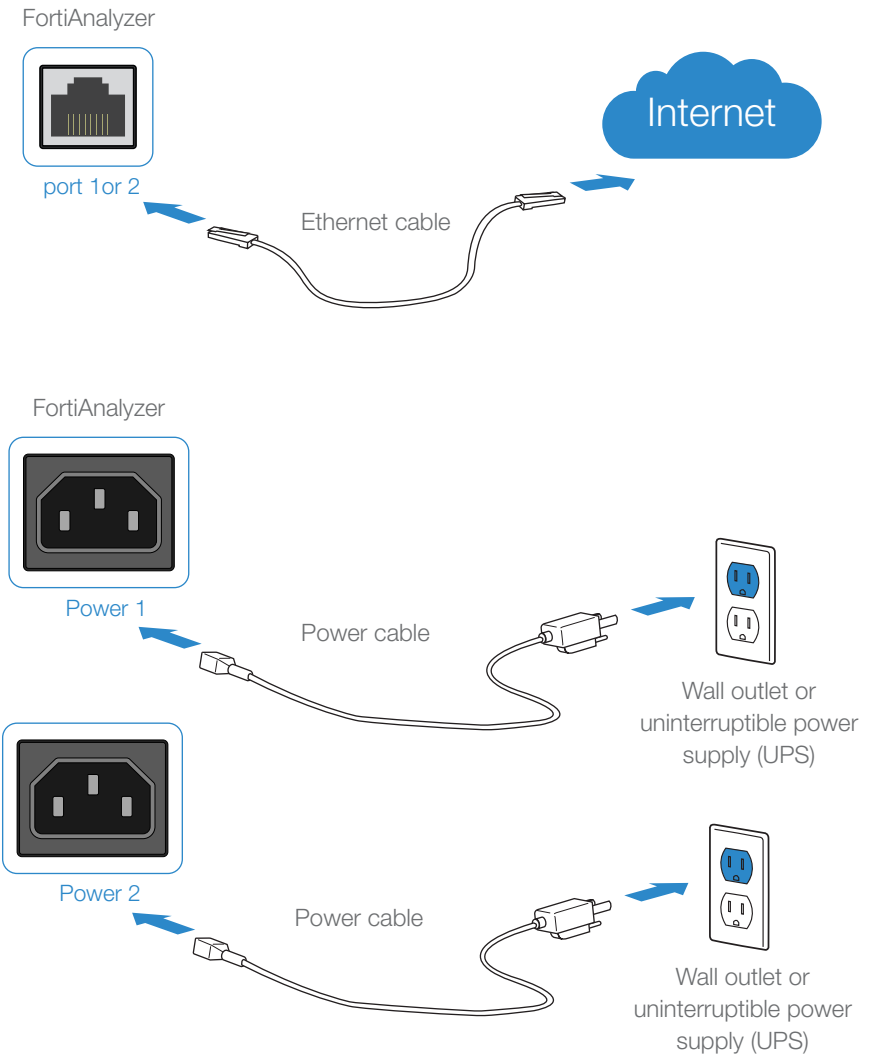 FortiAnalyzer
Internet
port 1or 2
Ethernet cable
FortiAnalyzer
Power 1
Power cable
Wall outlet or
uninterruptible power
supply (UPS)
Power 2
Power cable
Wall outlet or
uninterruptible power
supply (UPS)